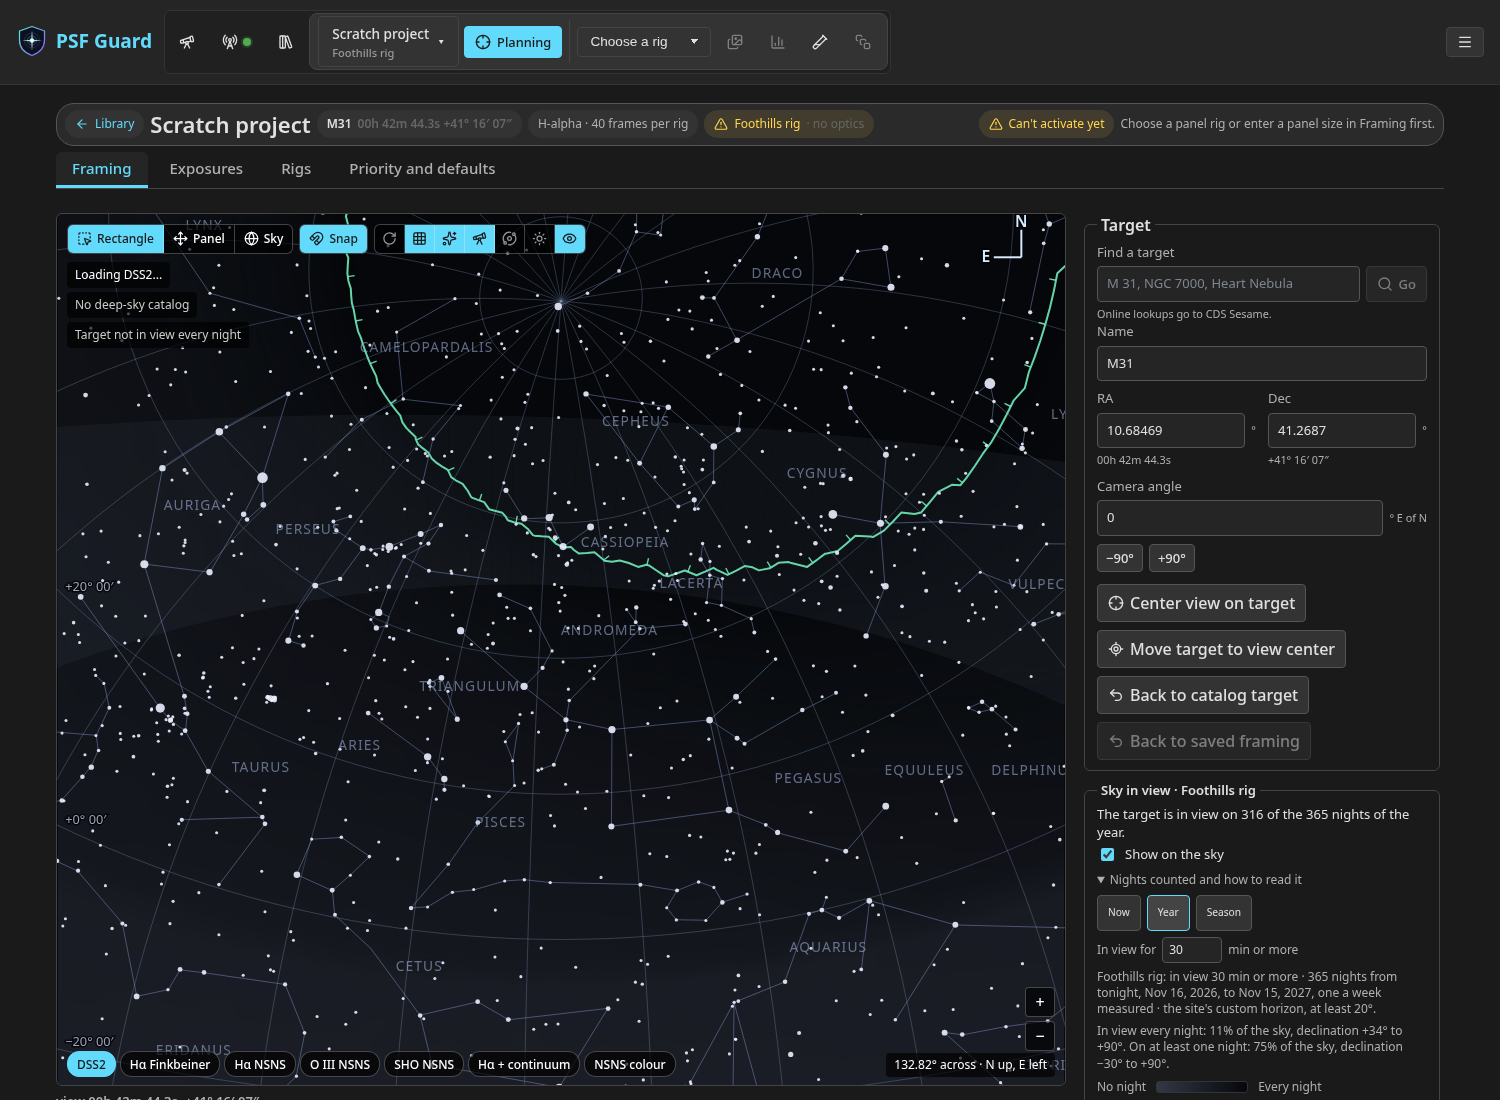 PSF Guard
Scratch project
Foothills rig
Planning
Choose a rig
Library
Scratch project
M31 00h 42m 44.3s +41° 16′ 07″
H-alpha · 40 frames per rig
Foothills rig · no optics
Can't activate yet
Choose a panel rig or enter a panel size in Framing first.
Framing
Exposures
Rigs
Priority and defaults
LYNX
Rectangle
Panel
Sky
Snap
Loading DSS2...
No deep-sky catalog
Target not in view every night
N
E
DRACO
CAMELOPARDALIS
CEPHEUS
LY
CYGNUS
AURIGA
PERSEUS
CASSIOPEIA
LACERTA
VULPEC
+20° 00′
ANDROMEDA
TRIANGULUM
ARIES
TAURUS
PEGASUS
EQUULEUS
DELPHINU
+0° 00′
PISCES
AQUARIUS
CETUS
−20° 00′
ERIDANUS
+
−
DSS2
Hα Finkbeiner
Hα NSNS
O III NSNS
SHO NSNS
Hα + continuum
NSNS colour
132.82° across · N up, E left
Target
Find a target
M 31, NGC 7000, Heart Nebula
Go
Online lookups go to CDS Sesame.
Name
M31
RA
Dec
10.68469 °
41.2687 °
00h 42m 44.3s
+41° 16′ 07″
Camera angle
0 ° E of N
−90°
+90°
Center view on target
Move target to view center
Back to catalog target
Back to saved framing
Sky in view · Foothills rig
The target is in view on 316 of the 365 nights of the
year.
Show on the sky
Nights counted and how to read it
Now
Year
Season
In view for 30 min or more
Foothills rig: in view 30 min or more · 365 nights from
tonight, Nov 16, 2026, to Nov 15, 2027, one a week
measured · the site's custom horizon, at least 20°.
In view every night: 11% of the sky, declination +34° to
+90°. On at least one night: 75% of the sky, declination
−30° to +90°.
No night
Every night